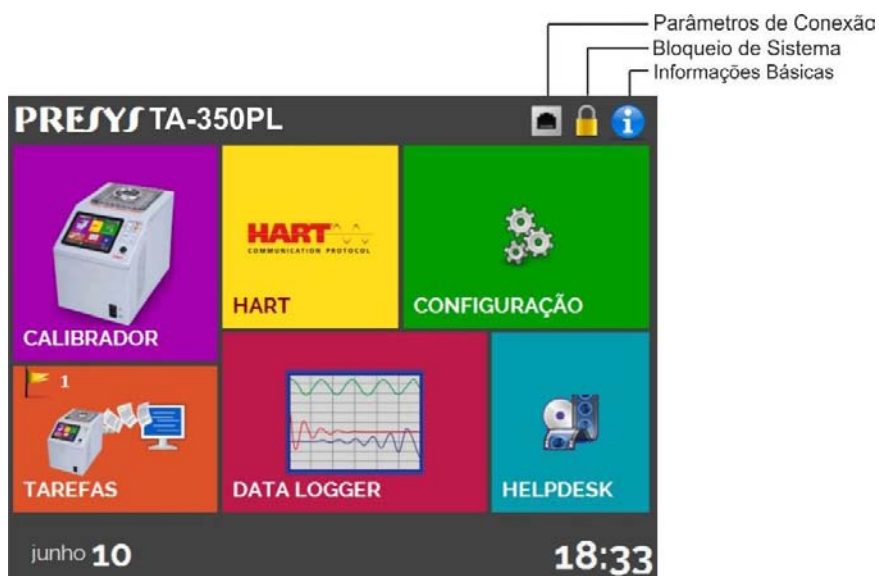 Parâmetros de Conexão
Bloqueio de Sistema
Informações Básicas
PRESYS TA-350PL
HART
COMMUNICATION PROTOCOL
CALIBRADOR
HART
CONFIGURAÇÃO
1
TAREFAS
DATA LOGGER
HELPDESK
junho 10
18:33